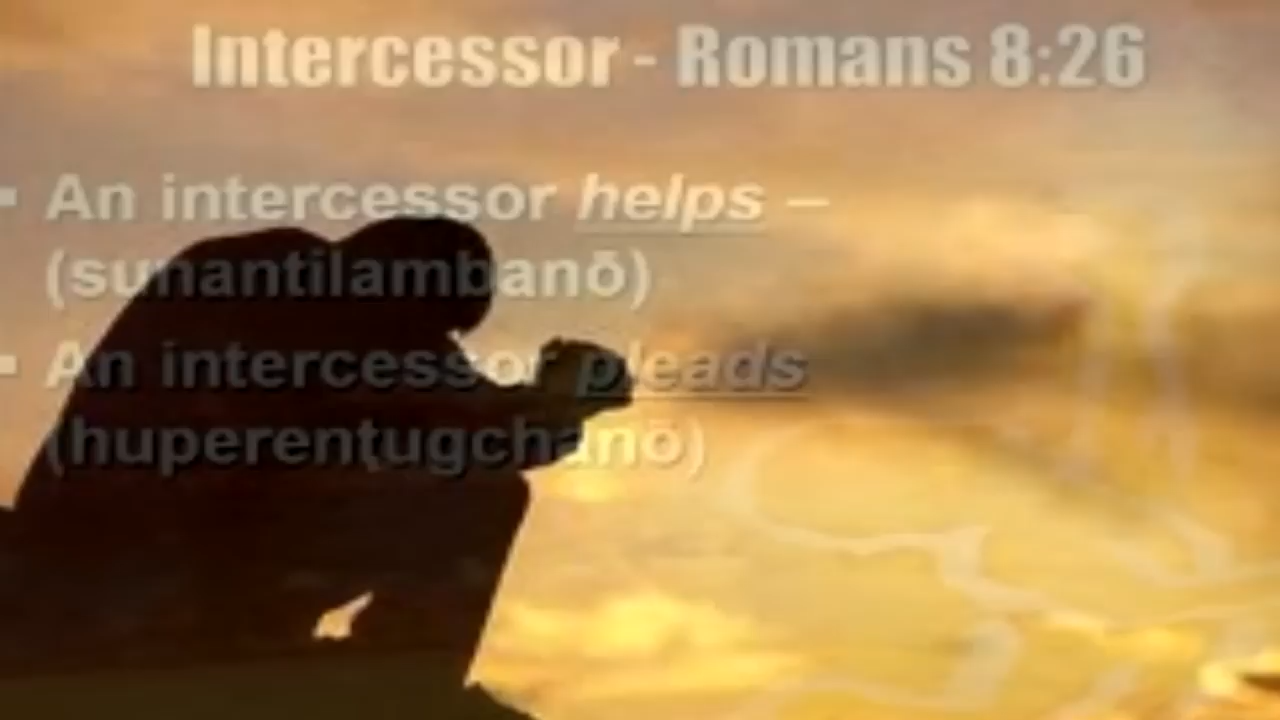 Intercessor - Romans 8:26
▪ An intercessor helps –
(sunantilambanō)
▪ An intercessor pleads
(huperentugchanō)